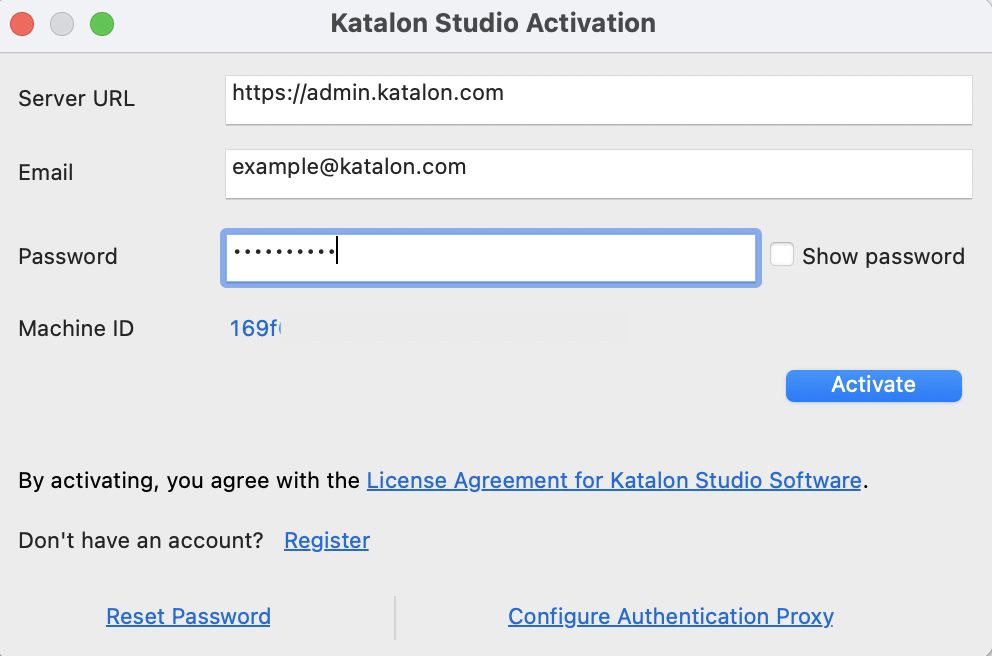 Katalon Studio Activation
Server URL https://admin.katalon.com
Email example@katalon.com
Password •••••••••• Show password
Machine ID 169f
Activate
By activating, you agree with the License Agreement for Katalon Studio Software.
Don't have an account? Register
Reset Password Configure Authentication Proxy